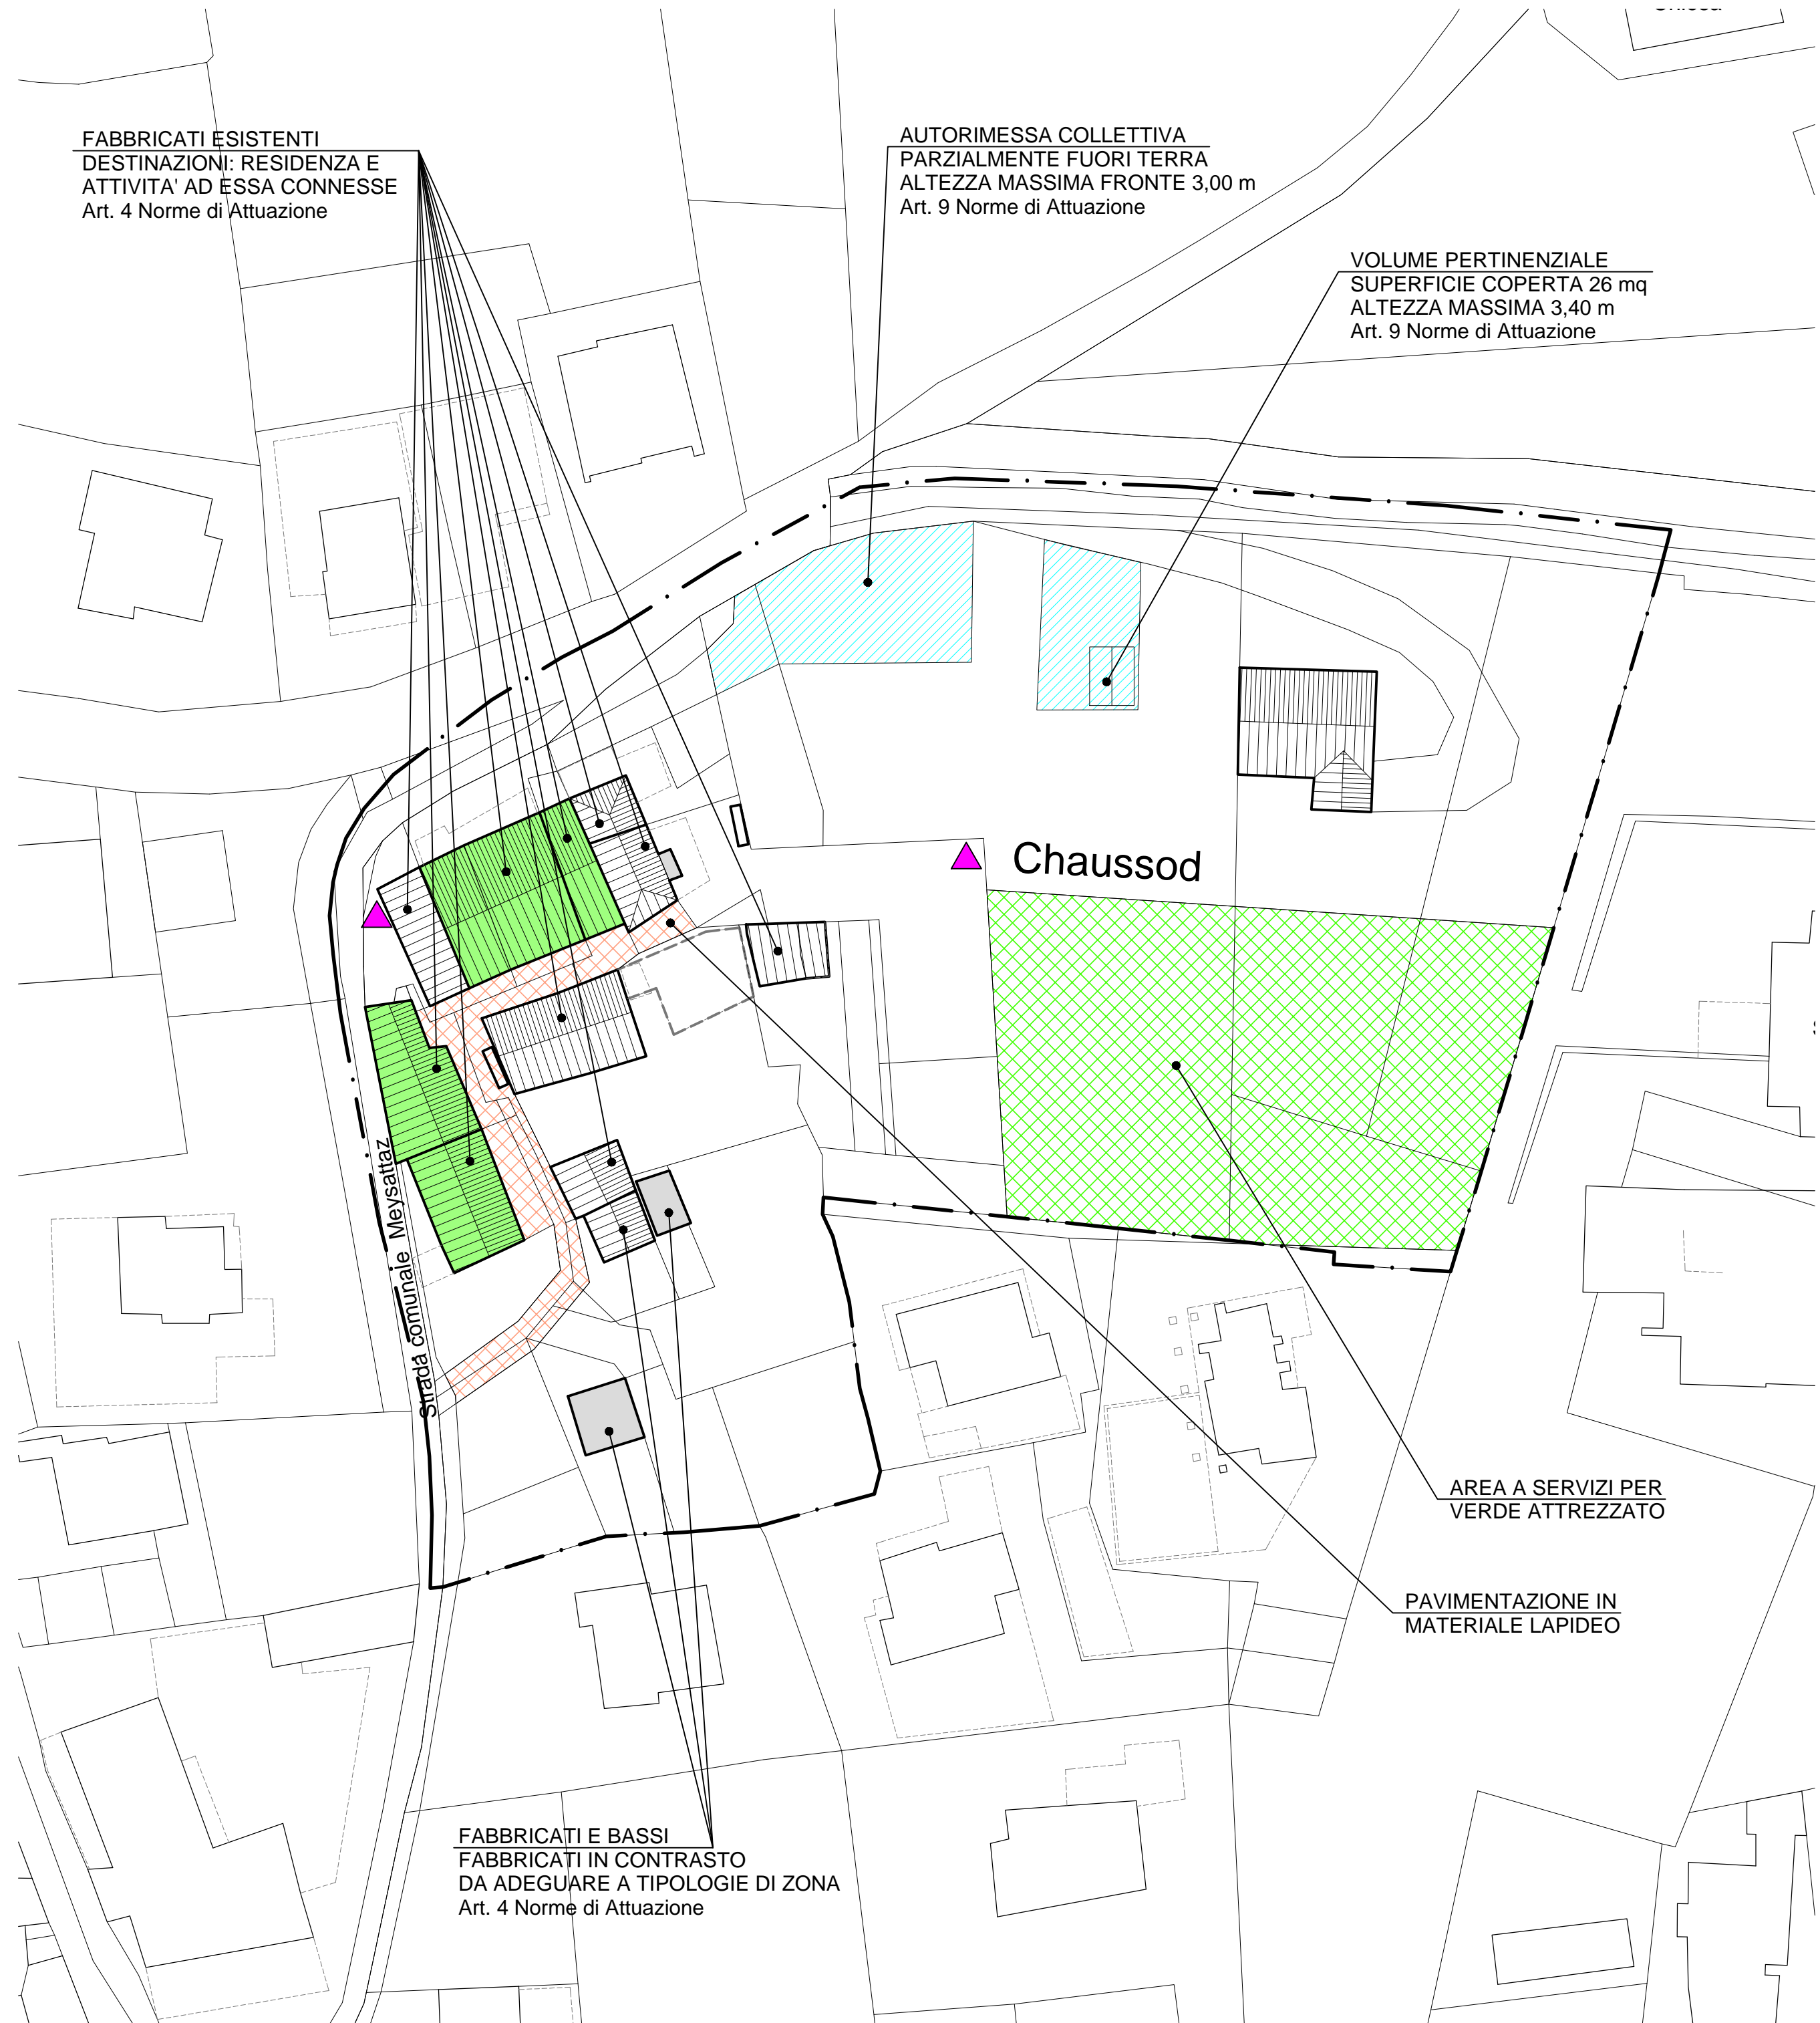 FABBRICATI ESISTENTI
DESTINAZIONI: RESIDENZA E
ATTIVITA' AD ESSA CONNESSE
Art. 4 Norme di Attuazione
AUTORIMESSA COLLETTIVA
PARZIALMENTE FUORI TERRA
ALTEZZA MASSIMA FRONTE 3,00 m
Art. 9 Norme di Attuazione
VOLUME PERTINENZIALE
SUPERFICIE COPERTA 26 mq
ALTEZZA MASSIMA 3,40 m
Art. 9 Norme di Attuazione
Chaussod
Strada comunale Meysattaz
AREA A SERVIZI PER
VERDE ATTREZZATO
PAVIMENTAZIONE IN
MATERIALE LAPIDEO
FABBRICATI E BASSI
FABBRICATI IN CONTRASTO
DA ADEGUARE A TIPOLOGIE DI ZONA
Art. 4 Norme di Attuazione